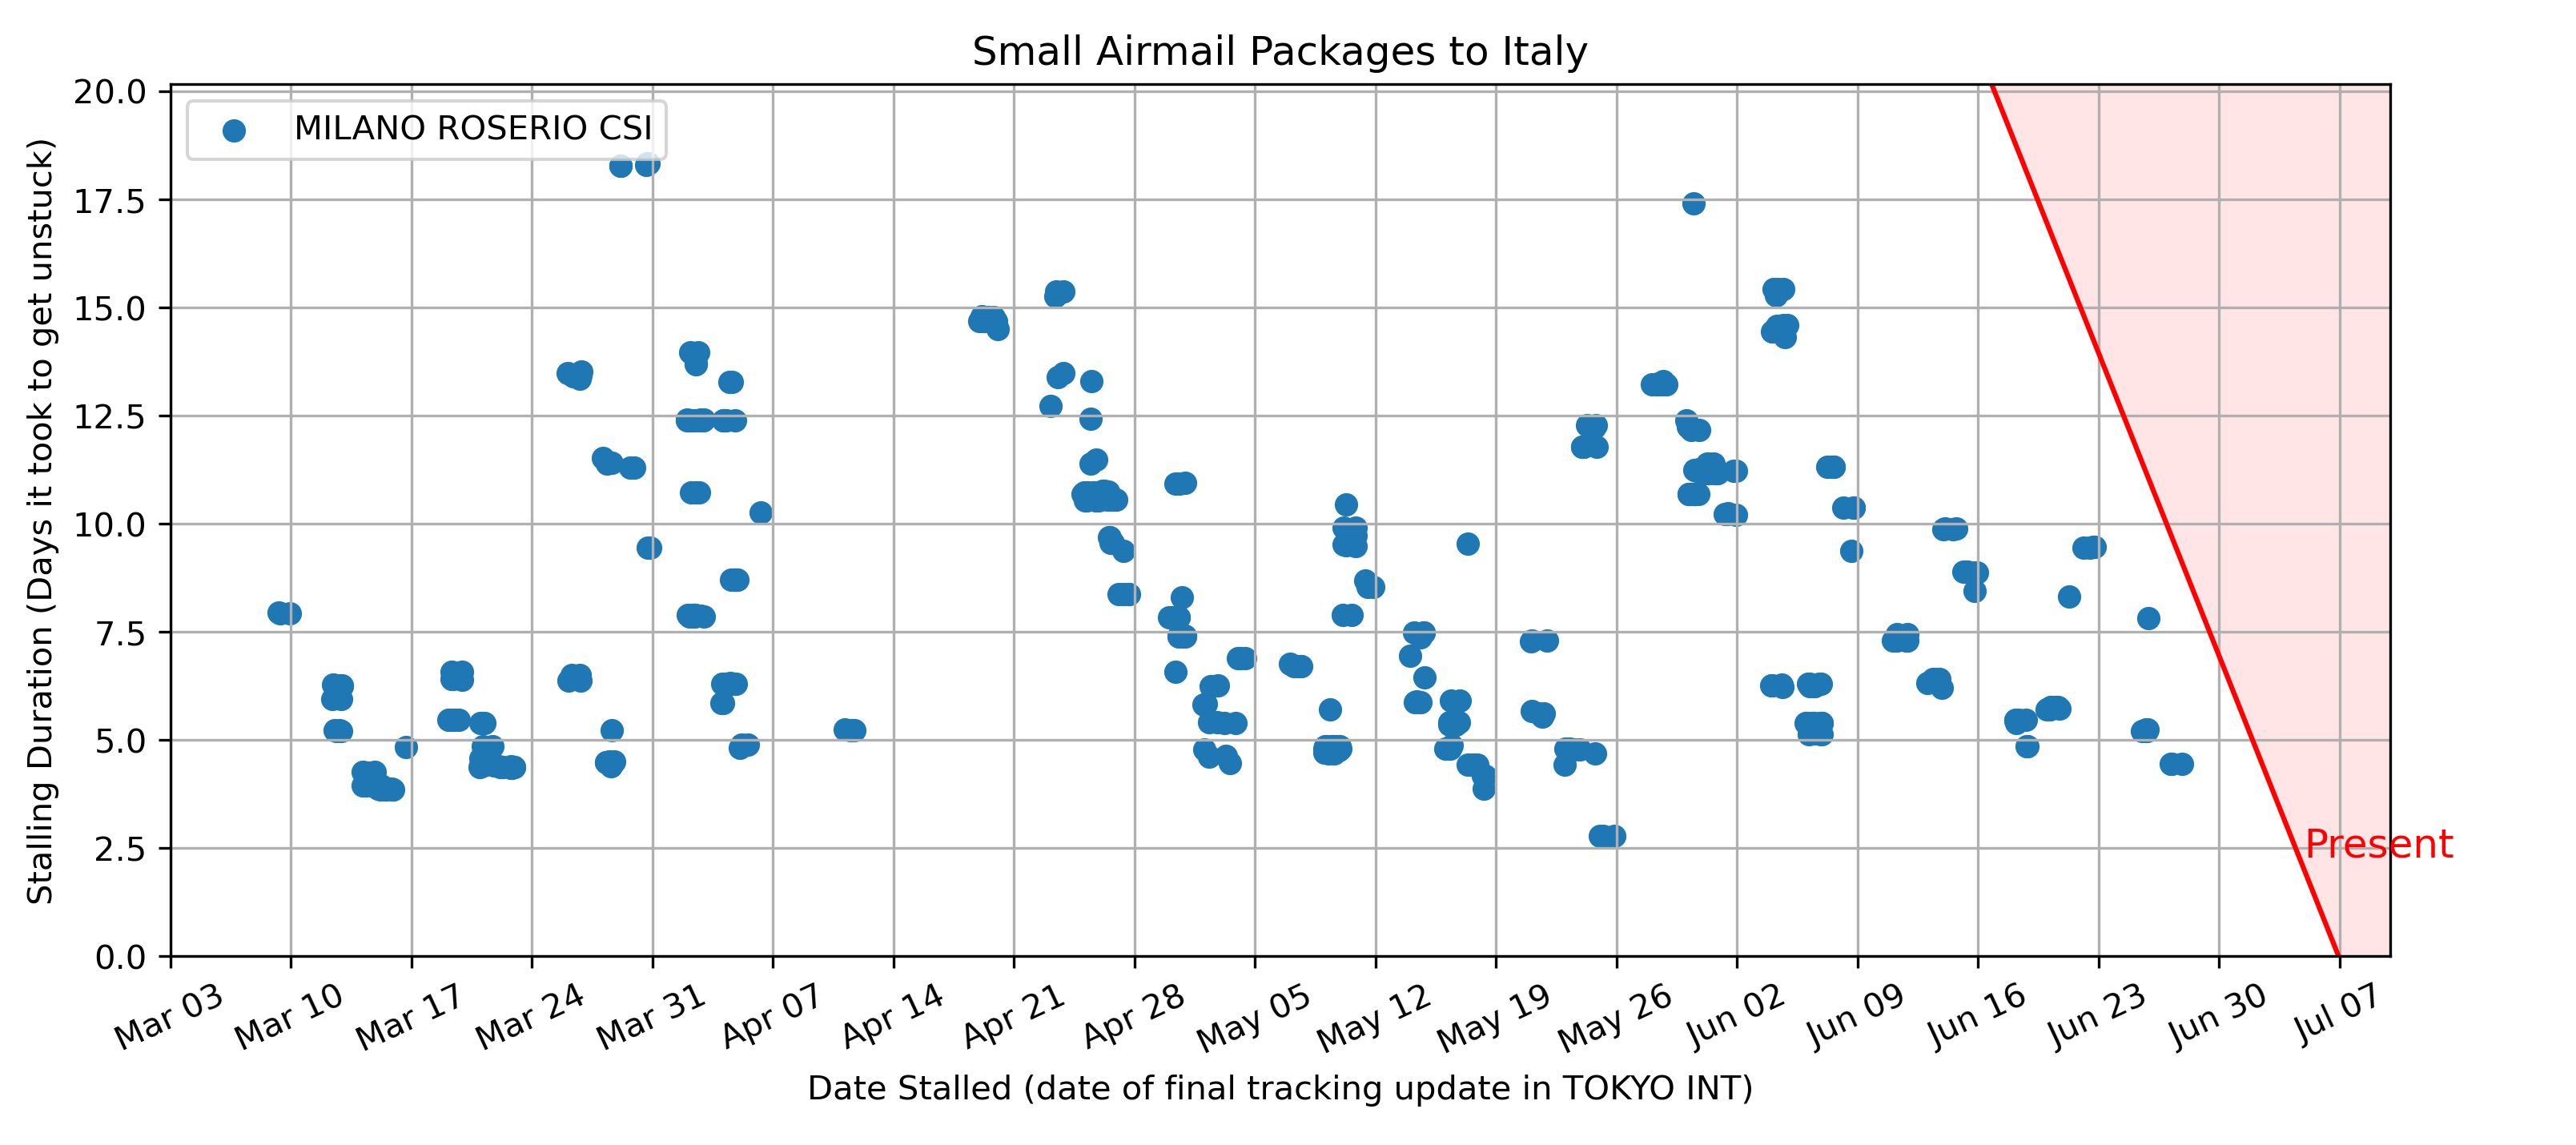 Small Airmail Packages to Italy
MILANO ROSERIO CSI
Stalling Duration (Days it took to get unstuck)
20.0
17.5
15.0
12.5
10.0
7.5
5.0
2.5
0.0
Present
Mar 03
Mar 10
Mar 17
Mar 24
Mar 31
Apr 07
Apr 14
Apr 21
Apr 28
May 05
May 12
May 19
May 26
Jun 02
Jun 09
Jun 16
Jun 23
Jun 30
Jul 07
Date Stalled (date of final tracking update in TOKYO INT)